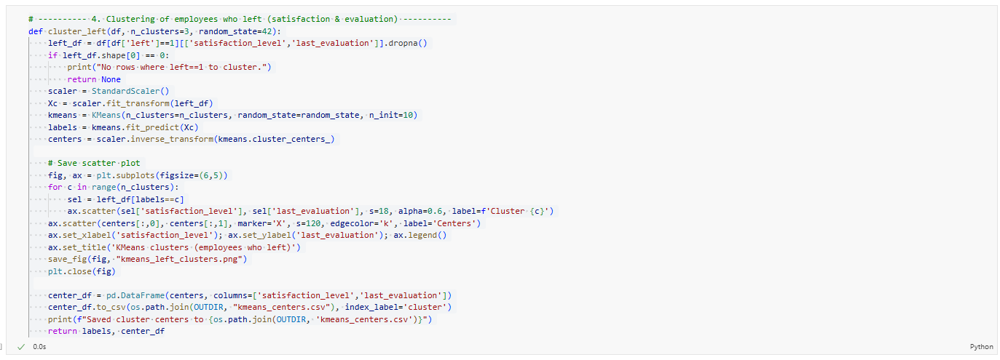 # ---------- 4. Clustering of employees who left (satisfaction & evaluation) ----------
def cluster_left(df, n_clusters=3, random_state=42):
    left_df = df[df['left']==1][['satisfaction_level','last_evaluation']].dropna()
    if left_df.shape[0] == 0:
        print("No rows where left==1 to cluster.")
        return None
    scaler = StandardScaler()
    Xc = scaler.fit_transform(left_df)
    kmeans = KMeans(n_clusters=n_clusters, random_state=random_state, n_init=10)
    labels = kmeans.fit_predict(Xc)
    centers = scaler.inverse_transform(kmeans.cluster_centers_)

    # Save scatter plot
    fig, ax = plt.subplots(figsize=(6,5))
    for c in range(n_clusters):
        sel = left_df[labels==c]
        ax.scatter(sel['satisfaction_level'], sel['last_evaluation'], s=18, alpha=0.6, label=f'Cluster {c}')
    ax.scatter(centers[:,0], centers[:,1], marker='X', s=120, edgecolor='k', label='Centers')
    ax.set_xlabel('satisfaction_level'); ax.set_ylabel('last_evaluation'); ax.legend()
    ax.set_title('KMeans clusters (employees who left)')
    save_fig(fig, "kmeans_left_clusters.png")
    plt.close(fig)

    center_df = pd.DataFrame(centers, columns=['satisfaction_level','last_evaluation'])
    center_df.to_csv(os.path.join(OUTDIR, "kmeans_centers.csv"), index_label='cluster')
    print(f"Saved cluster centers to {os.path.join(OUTDIR, 'kmeans_centers.csv')}")
    return labels, center_df
]
✓ 0.0s
Python